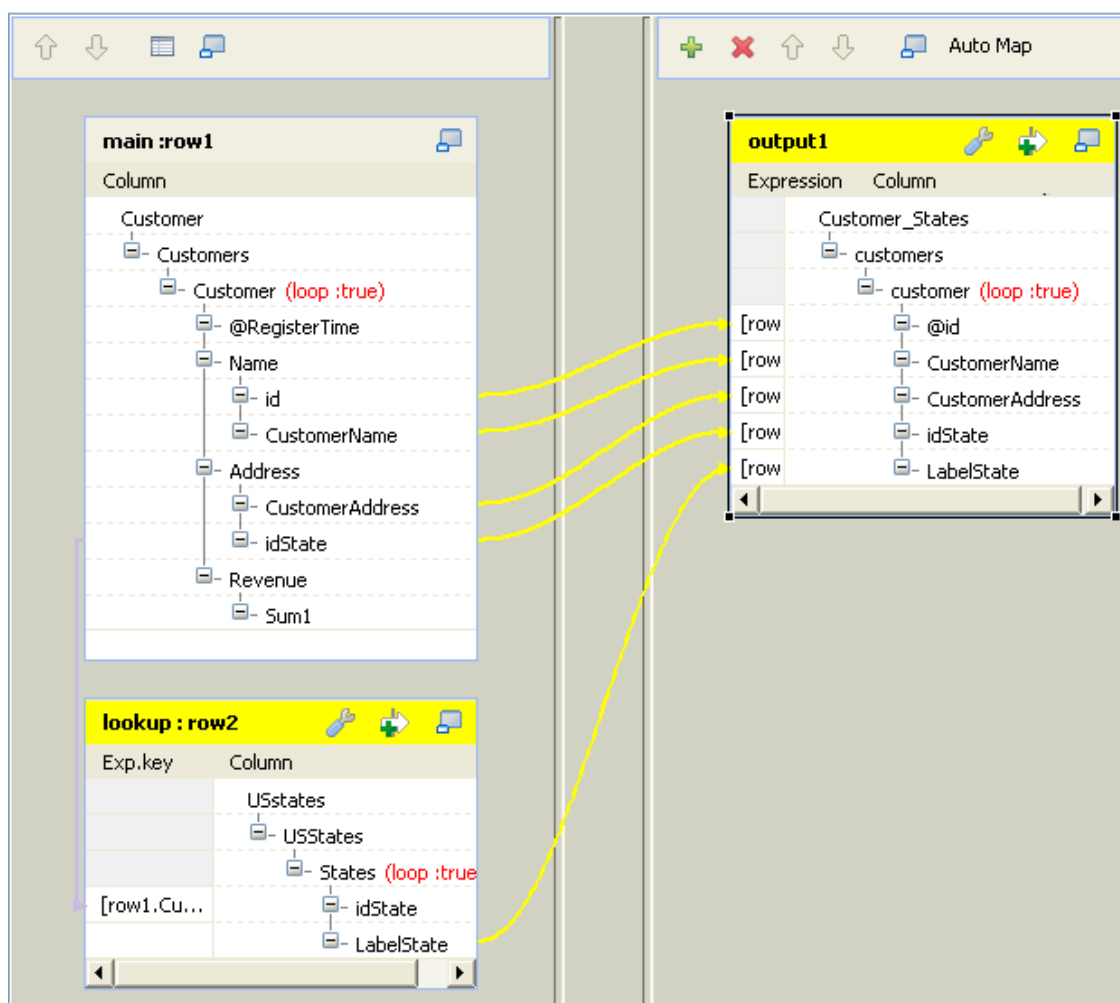 Auto Map
main :row1
Column
Customer
Customers
Customer (loop :true)
@RegisterTime
Name
id
CustomerName
Address
CustomerAddress
idState
Revenue
Sum1
lookup : row2
Exp.key Column
USstates
USStates
States (loop :true
[row1.Cu... idState
LabelState
output1
Expression Column
Customer_States
customers
customer (loop :true)
[row @id
[row CustomerName
[row CustomerAddress
[row idState
[row LabelState